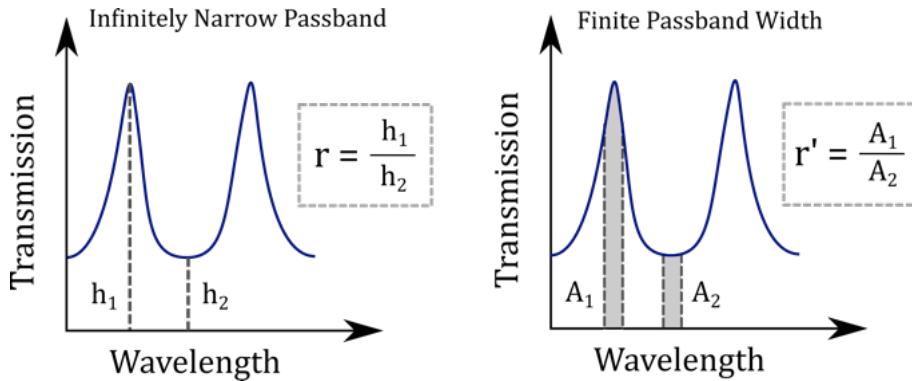 Infinitely Narrow Passband
Transmission
h₁
h₂
r = h₁ / h₂
Wavelength
Finite Passband Width
Transmission
A₁
A₂
r' = A₁ / A₂
Wavelength